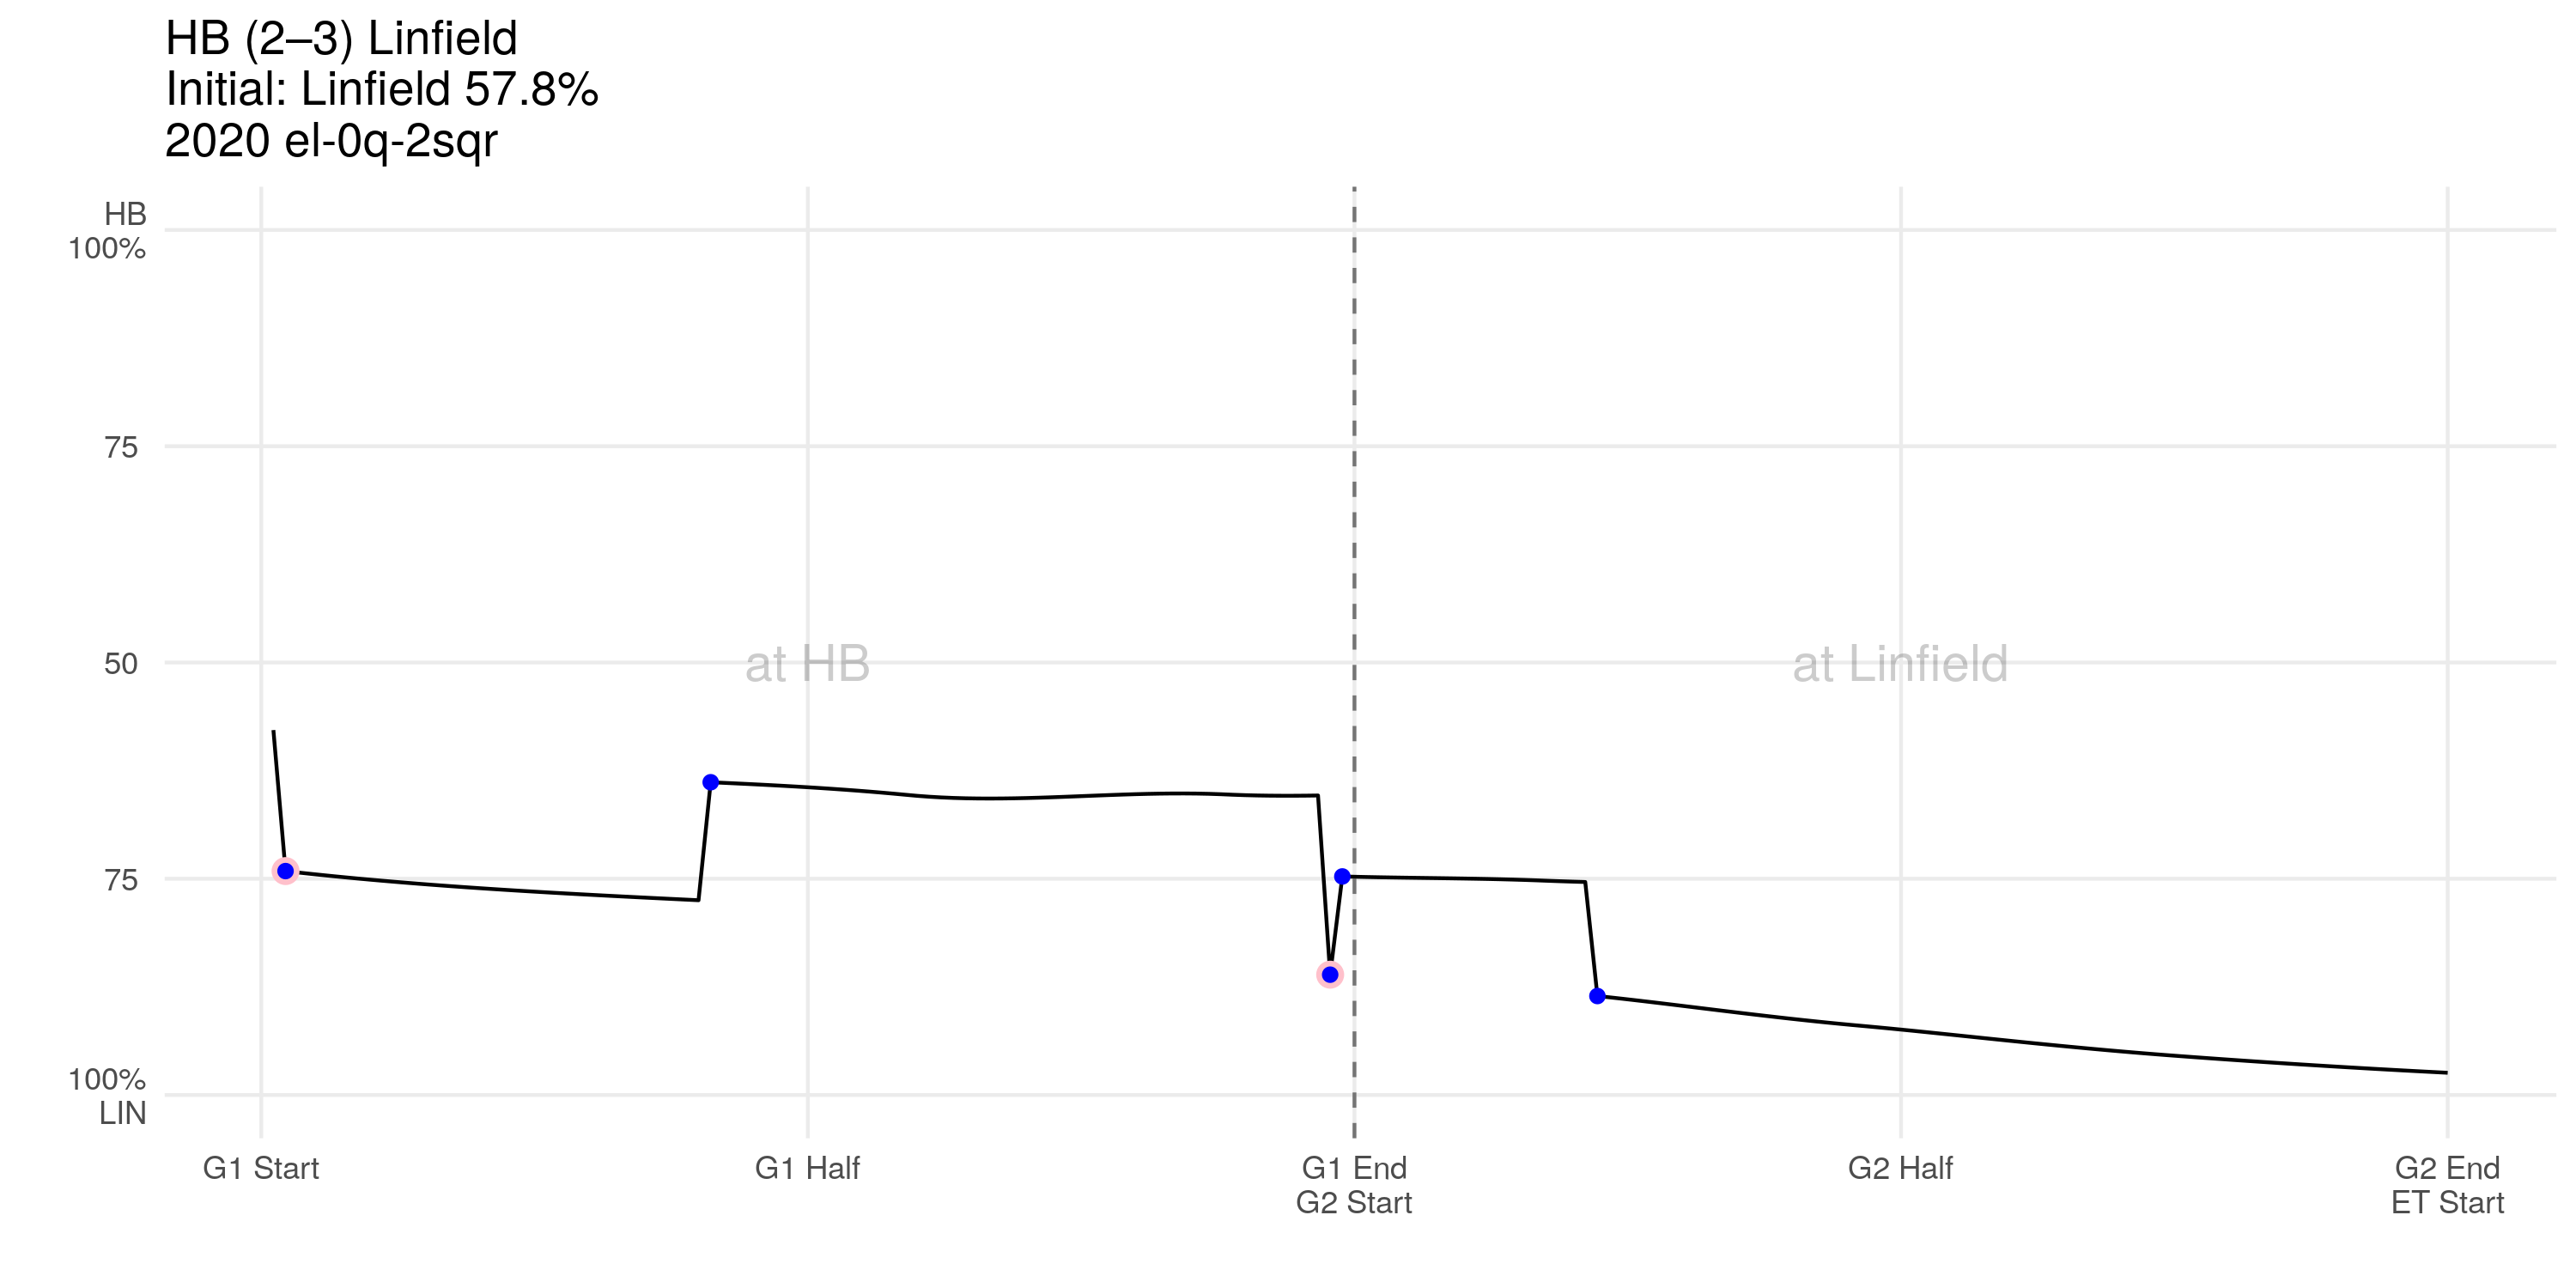 HB (2–3) Linfield
Initial: Linfield 57.8%
2020 el-0q-2sqr
HB
100%
75
50
75
100%
LIN
at HB
at Linfield
G1 Start
G1 Half
G1 End
G2 Start
G2 Half
G2 End
ET Start